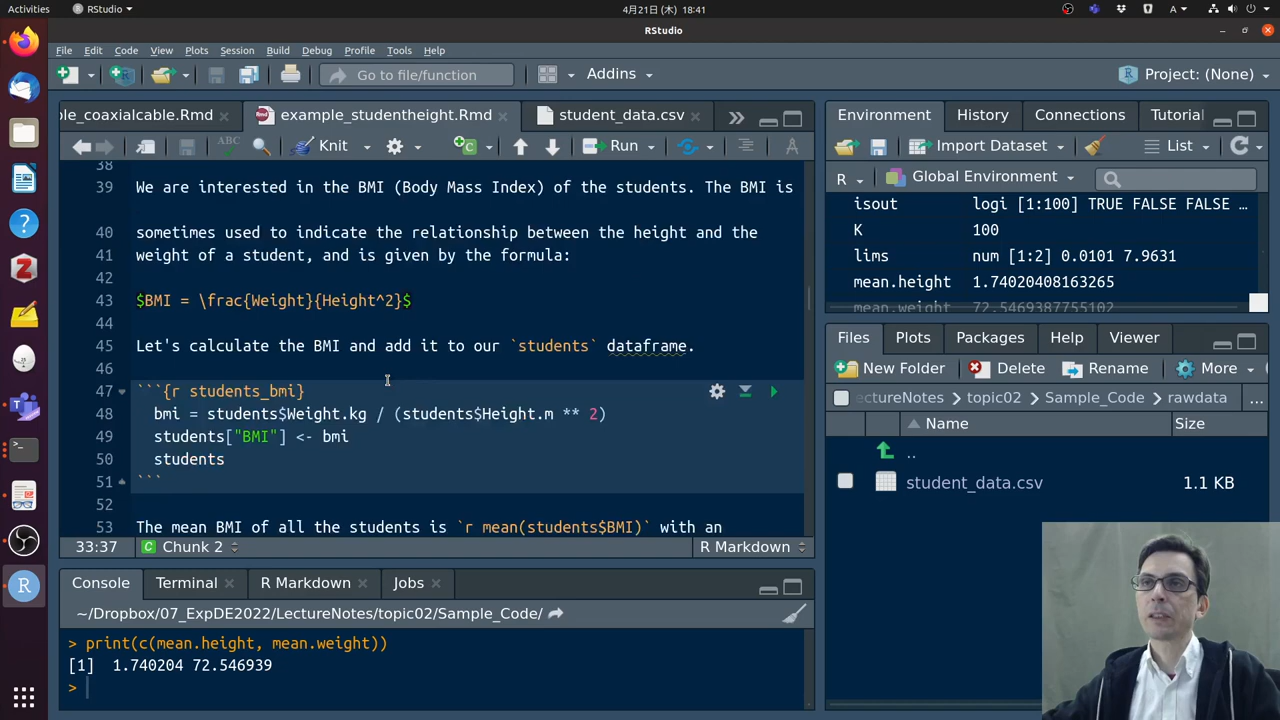 Activities
RStudio
4月21日 (木) 18:41
A
RStudio
File Edit Code View Plots Session Build Debug Profile Tools Help
Go to file/function
Addins
Project: (None)
ple_coaxialcable.Rmd
example_studentheight.Rmd
student_data.csv
ABC
Knit
Run
38
39 We are interested in the BMI (Body Mass Index) of the students. The BMI is
40 sometimes used to indicate the relationship between the height and the
41 weight of a student, and is given by the formula:
42
43 $BMI = \frac{Weight}{Height^2}$
44
45 Let's calculate the BMI and add it to our `students` dataframe.
46
47 ```{r students_bmi}
48 bmi = students$Weight.kg / (students$Height.m ** 2)
49 students["BMI"] <- bmi
50 students
51 ```
52
53 The mean BMI of all the students is `r mean(students$BMI)` with an
33:37
Chunk 2
R Markdown
Console
Terminal
R Markdown
Jobs
~/Dropbox/07_ExpDE2022/LectureNotes/topic02/Sample_Code/
> print(c(mean.height, mean.weight))
[1] 1.740204 72.546939
>
Environment
History
Connections
Tutorial
Import Dataset
List
R
Global Environment
isout logi [1:100] TRUE FALSE FALSE …
K 100
lims num [1:2] 0.0101 7.9631
mean.height 1.74020408163265
mean.weight 72.5469387755102
Files
Plots
Packages
Help
Viewer
New Folder
Delete
Rename
More
ectureNotes
topic02
Sample_Code
rawdata
...
Name
Size
..
student_data.csv
1.1 KB